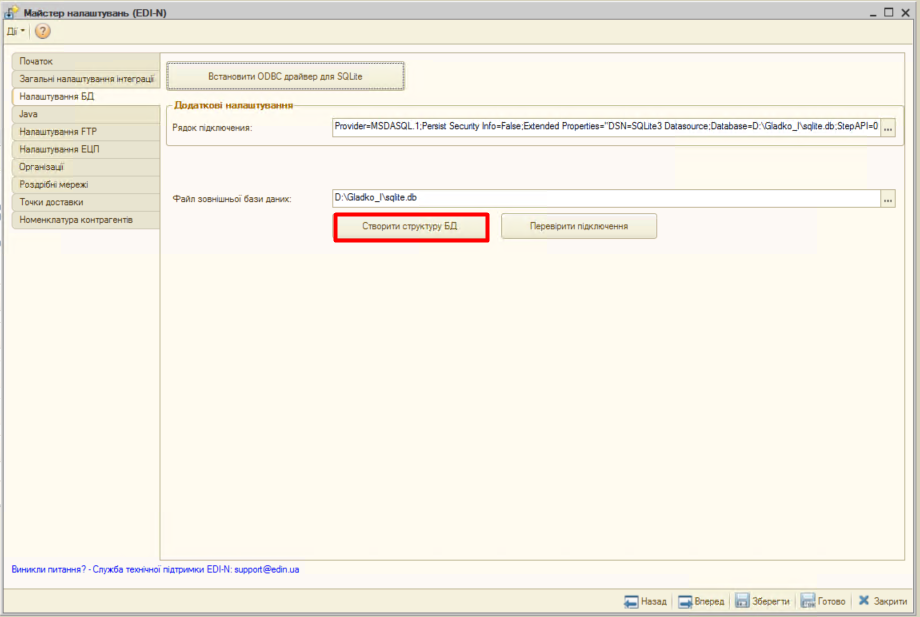 Майстер налаштувань (EDI-N)
Дії
Початок
Загальні налаштування інтеграції
Налаштування БД
Java
Налаштування FTP
Налаштування ЕЦП
Організації
Роздрібні мережі
Точки доставки
Номенклатура контрагентів
Встановити ODBC драйвер для SQLite
Додаткові налаштування
Рядок підключення:
Provider=MSDASQL.1;Persist Security Info=False;Extended Properties="DSN=SQLite3 Datasource;Database=D:\Gladko_I\sqlite.db;StepAPI=0 ...
Файл зовнішньої бази даних:
D:\Gladko_I\sqlite.db ...
Створити структуру БД
Перевірити підключення
Виникли питання? - Служба технічної підтримки EDI-N: support@edin.ua
Назад Вперед Зберегти Готово Закрити